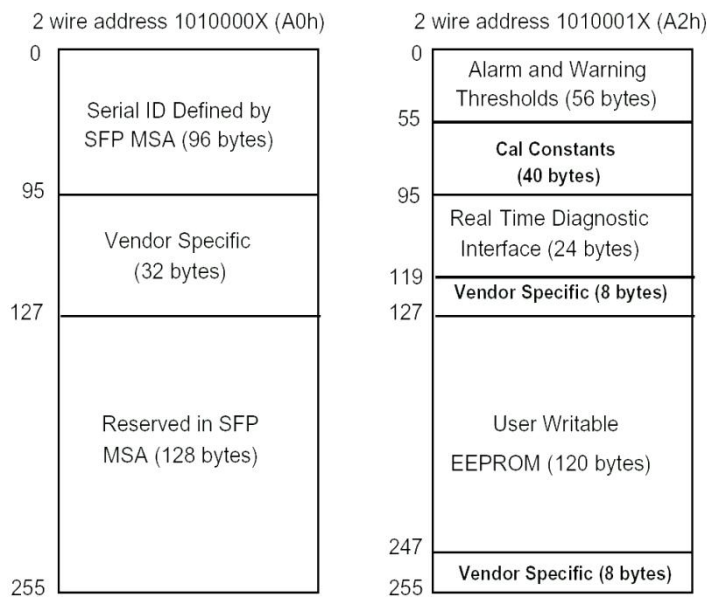 2 wire address 1010000X (A0h)
0
Serial ID Defined by
SFP MSA (96 bytes)
95
Vendor Specific
(32 bytes)
127
Reserved in SFP
MSA (128 bytes)
255
2 wire address 1010001X (A2h)
0
Alarm and Warning
Thresholds (56 bytes)
55
Cal Constants
(40 bytes)
95
Real Time Diagnostic
Interface (24 bytes)
119
Vendor Specific (8 bytes)
127
User Writable
EEPROM (120 bytes)
247
Vendor Specific (8 bytes)
255